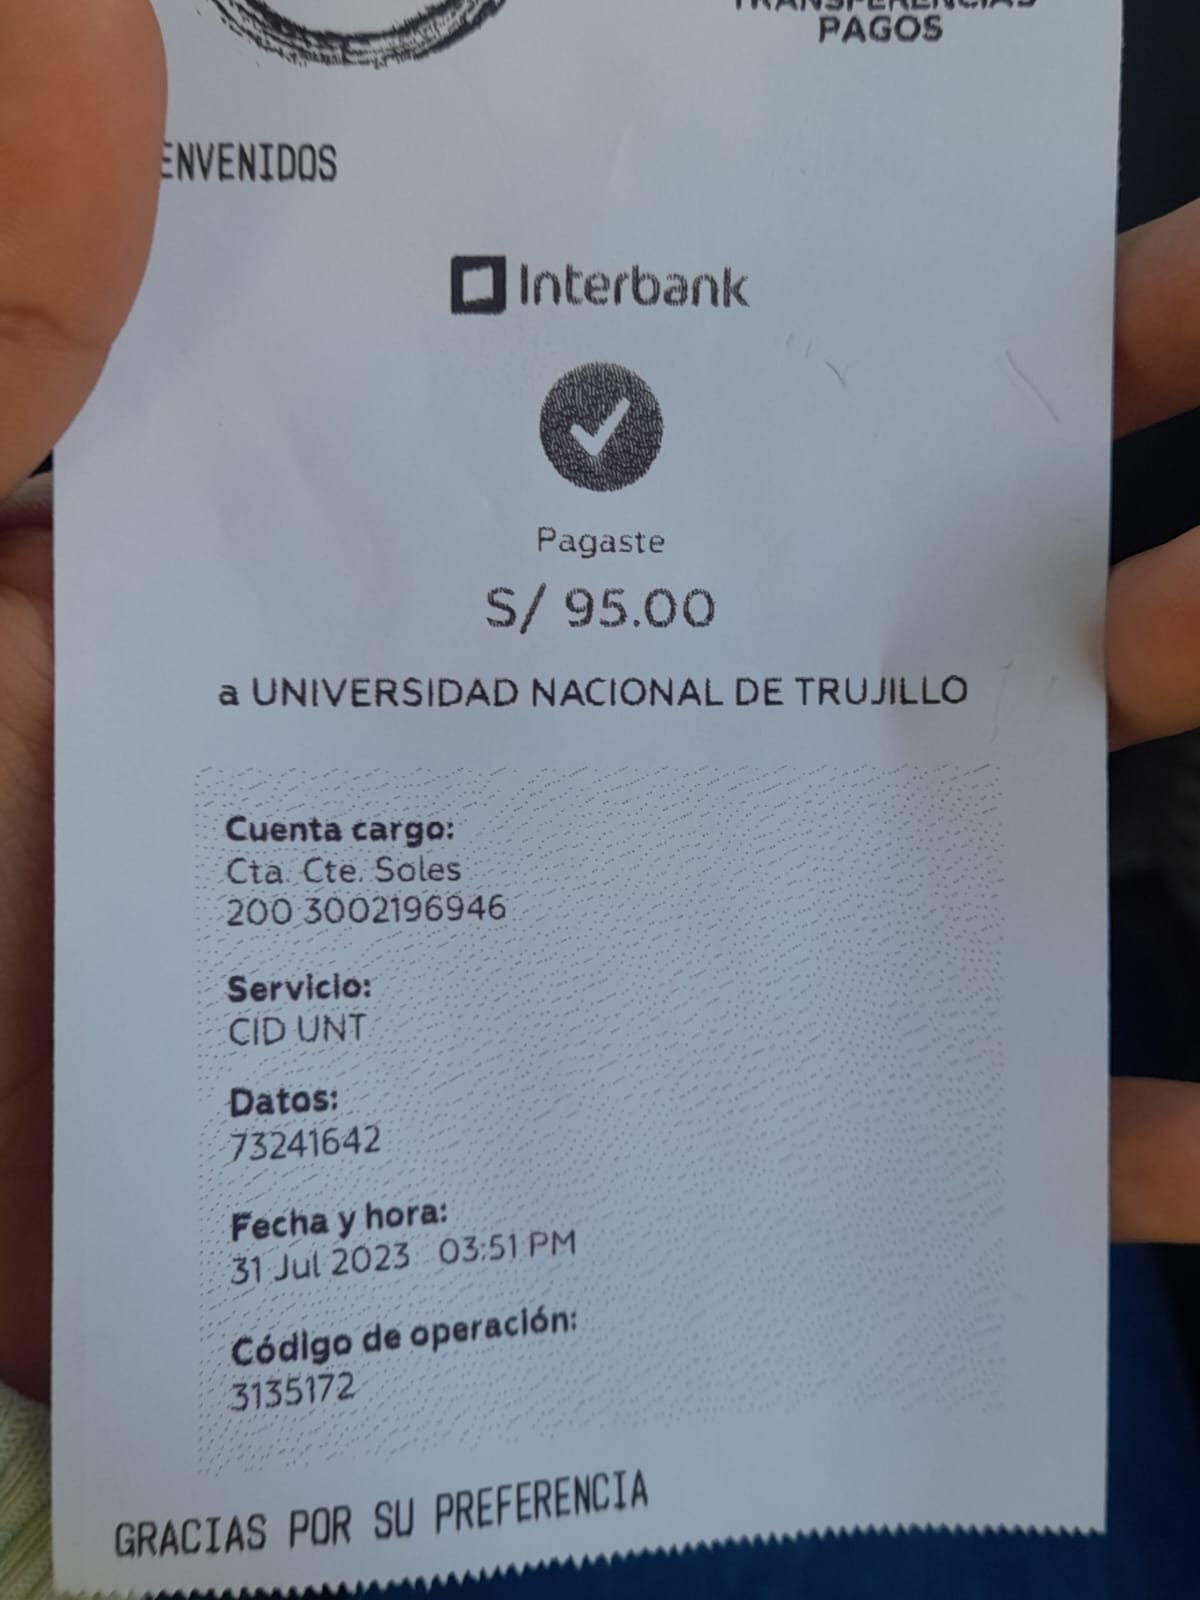 TRANSFERENCIAS
PAGOS
ENVENIDOS
Interbank
Pagaste
S/ 95.00
a UNIVERSIDAD NACIONAL DE TRUJILLO
Cuenta cargo:
Cta. Cte. Soles
200 3002196946
Servicio:
CID UNT
Datos:
73241642
Fecha y hora:
31 Jul 2023 03:51 PM
Código de operación:
3135172
GRACIAS POR SU PREFERENCIA